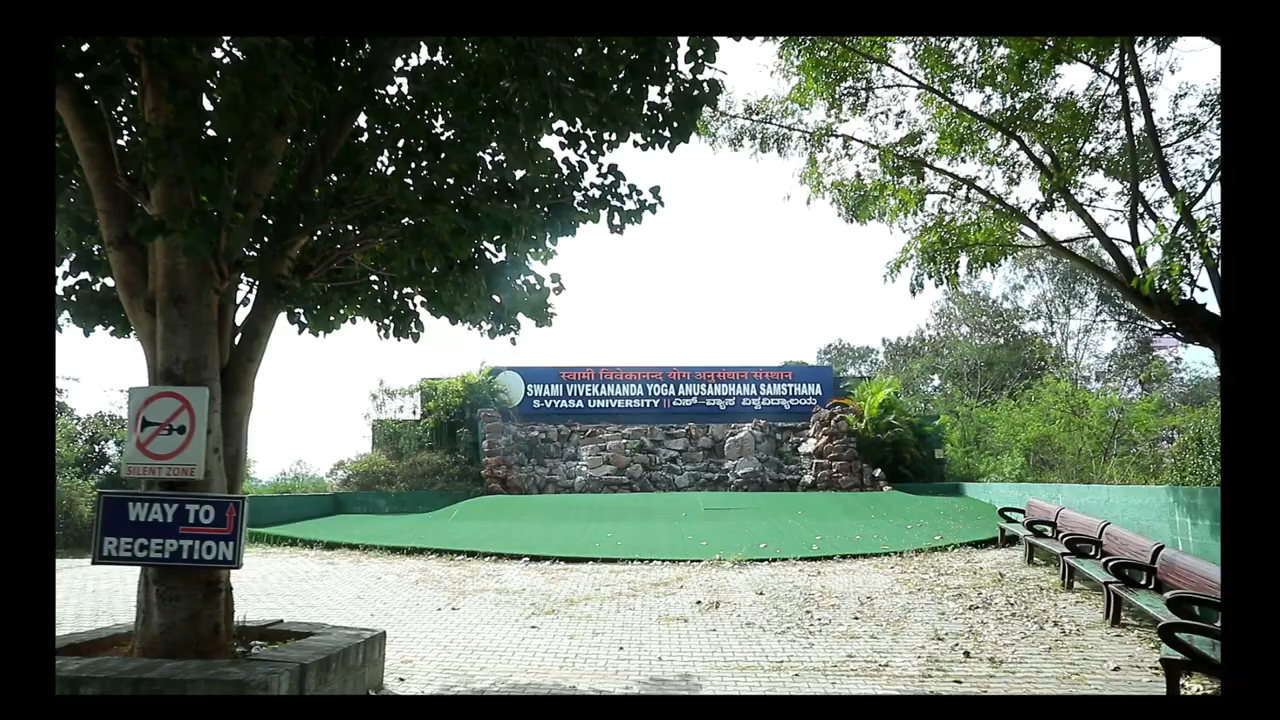 स्वामी विवेकानन्द योग अनुसंधान संस्थान
SWAMI VIVEKANANDA YOGA ANUSANDHANA SAMSTHANA
S-VYASA UNIVERSITY || ಎಸ್-ವ್ಯಾಸ ವಿಶ್ವವಿದ್ಯಾಲಯ
SILENT ZONE
WAY TO
RECEPTION